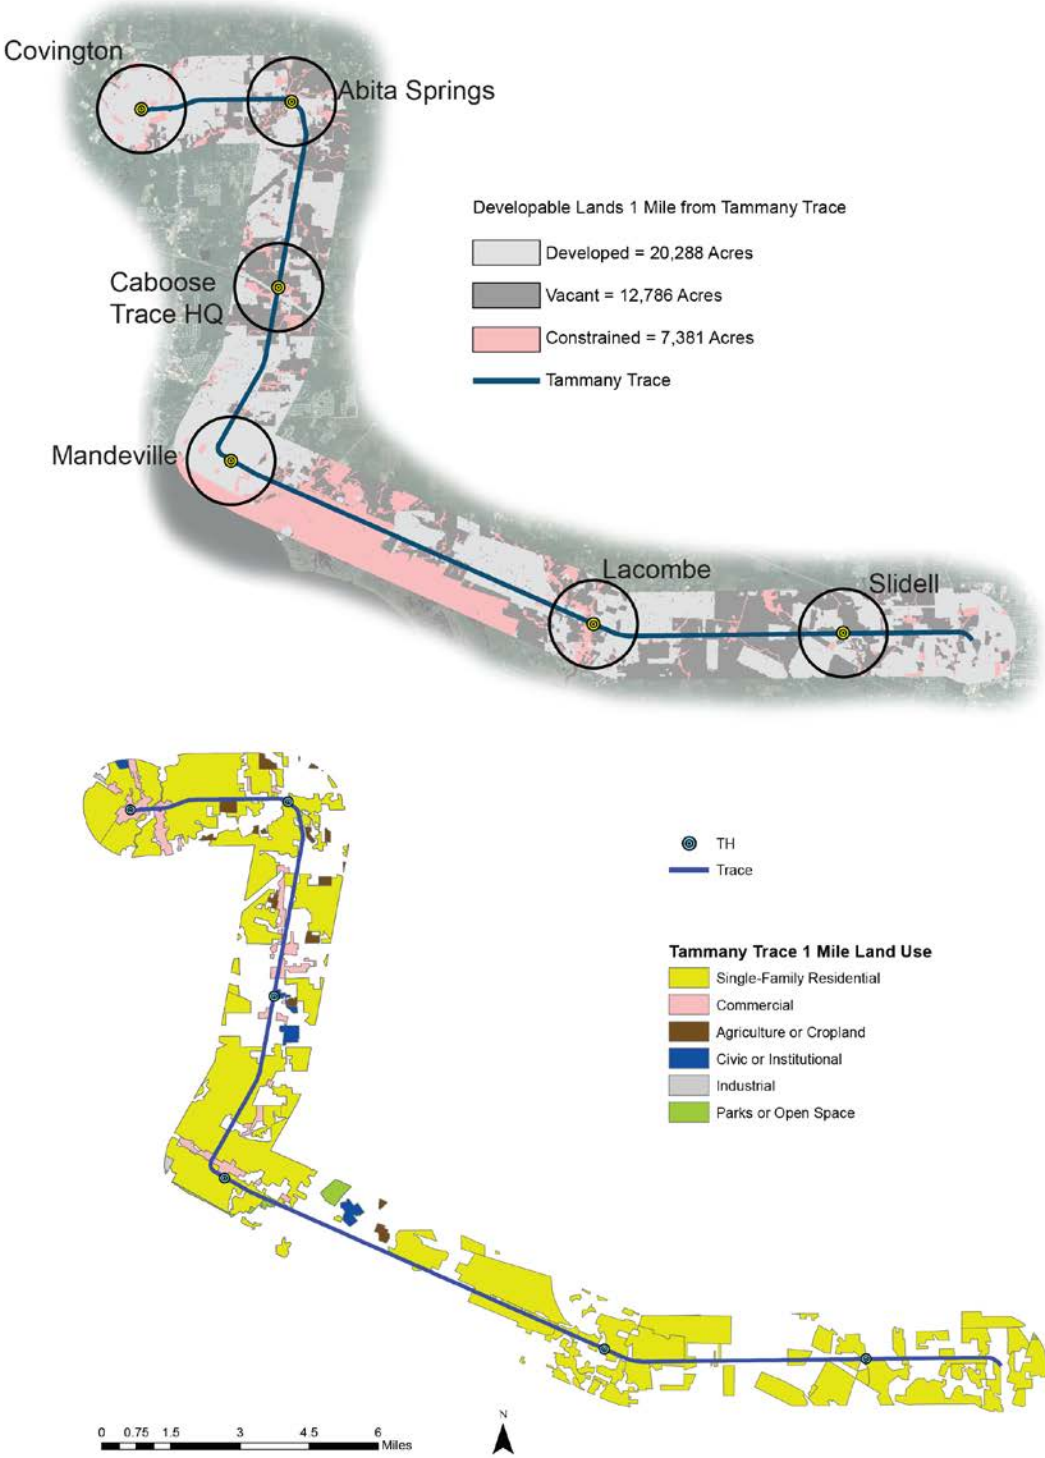 Covington
Abita Springs
Developable Lands 1 Mile from Tammany Trace
Developed = 20,288 Acres
Caboose
Trace HQ
Vacant = 12,786 Acres
Constrained = 7,381 Acres
Tammany Trace
Mandeville
Lacombe
Slidell
TH
Trace
Tammany Trace 1 Mile Land Use
Single-Family Residential
Commercial
Agriculture or Cropland
Civic or Institutional
Industrial
Parks or Open Space
N
0 0.75 1.5 3 4.5 6
Miles